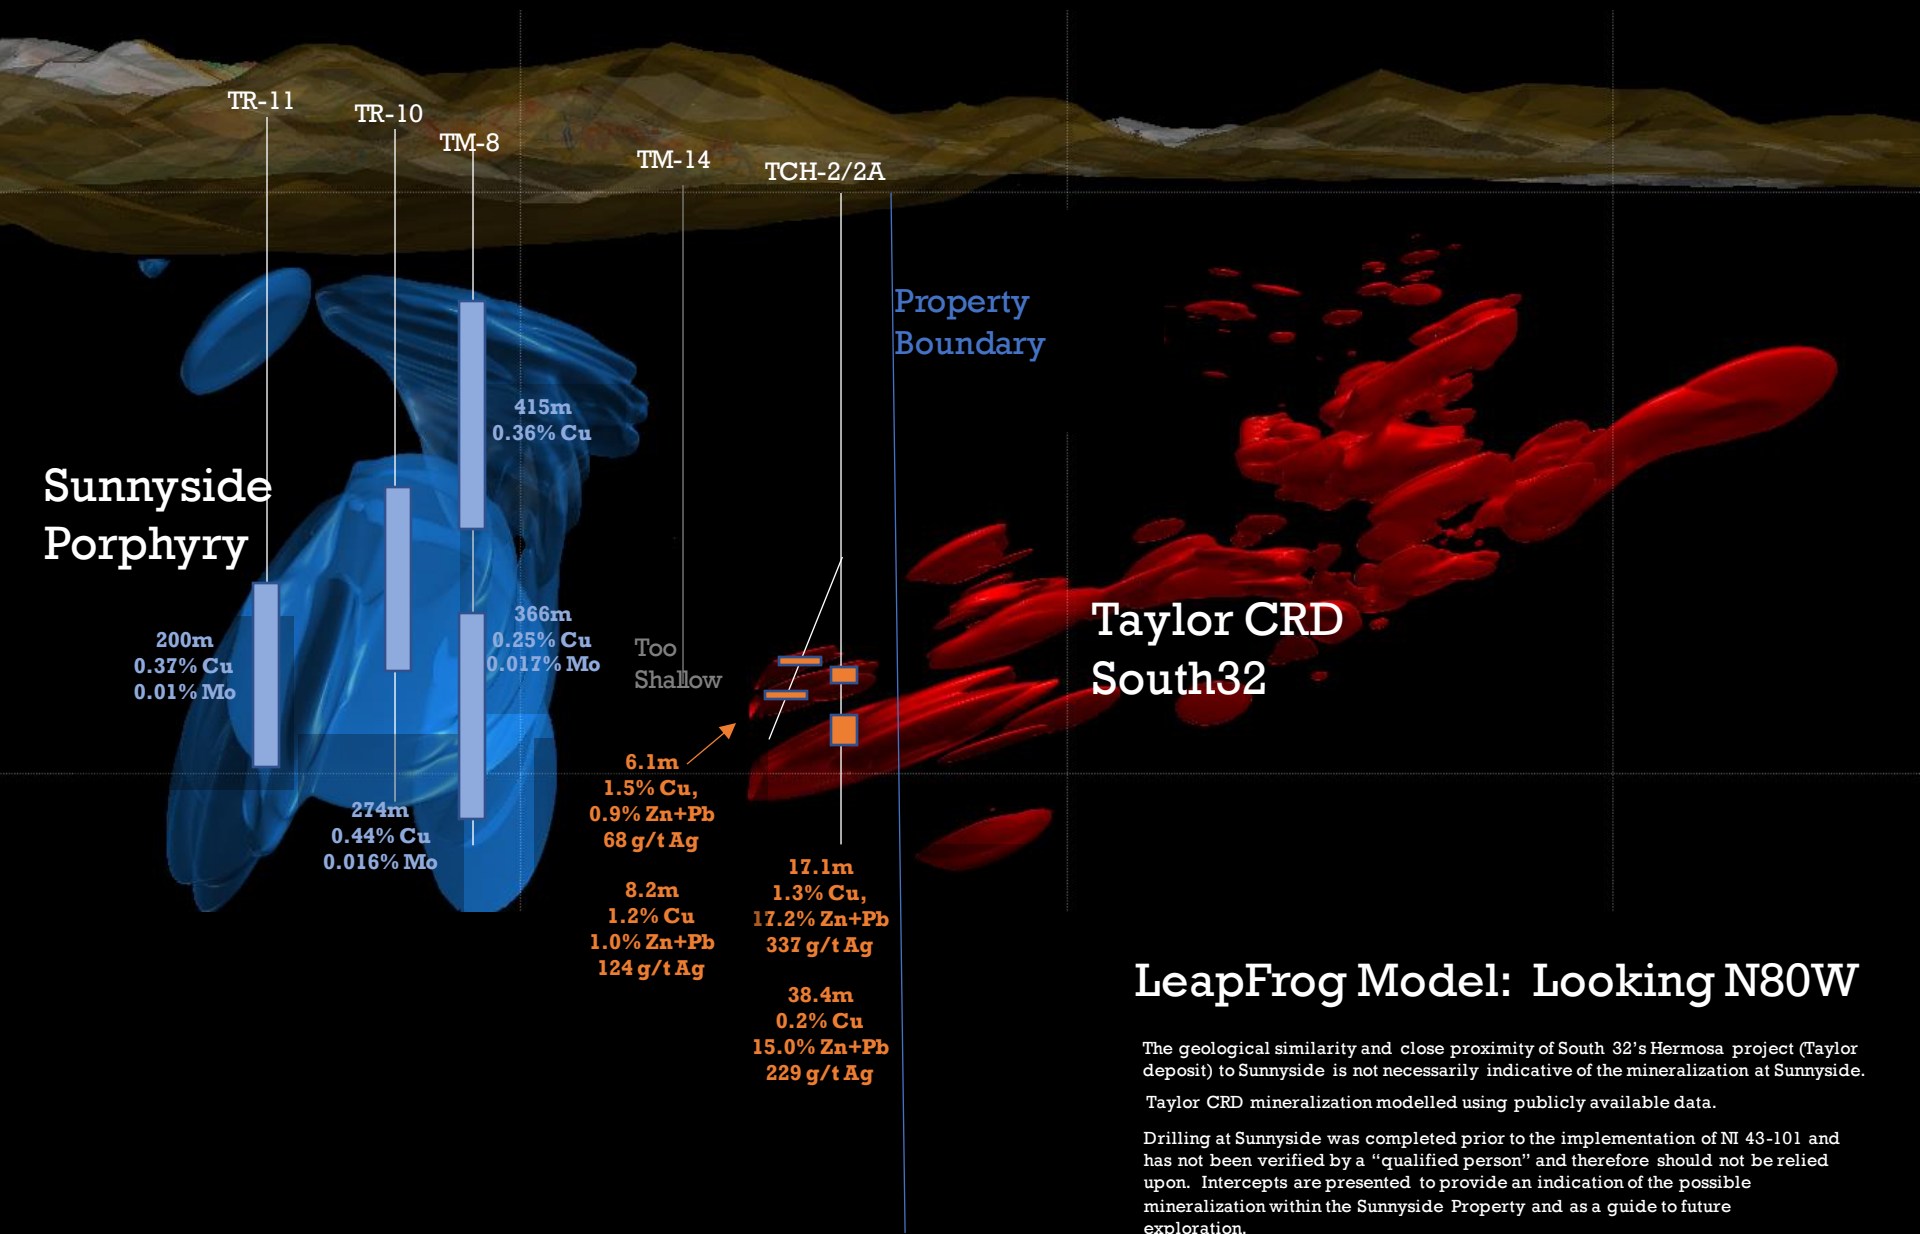 TR-11
TR-10
TM-8
TM-14
TCH-2/2A
Property
Boundary
415m
0.36% Cu
Sunnyside
Porphyry
200m
0.37% Cu
0.01% Mo
366m
0.25% Cu
0.017% Mo
Too
Shallow
Taylor CRD
South32
274m
0.44% Cu
0.016% Mo
6.1m
1.5% Cu,
0.9% Zn+Pb
68 g/t Ag
8.2m
1.2% Cu
1.0% Zn+Pb
124 g/t Ag
17.1m
1.3% Cu,
17.2% Zn+Pb
337 g/t Ag
38.4m
0.2% Cu
15.0% Zn+Pb
229 g/t Ag
LeapFrog Model: Looking N80W
The geological similarity and close proximity of South 32's Hermosa project (Taylor
deposit) to Sunnyside is not necessarily indicative of the mineralization at Sunnyside.
Taylor CRD mineralization modelled using publicly available data.
Drilling at Sunnyside was completed prior to the implementation of NI 43-101 and
has not been verified by a “qualified person” and therefore should not be relied
upon. Intercepts are presented to provide an indication of the possible
mineralization within the Sunnyside Property and as a guide to future
exploration.